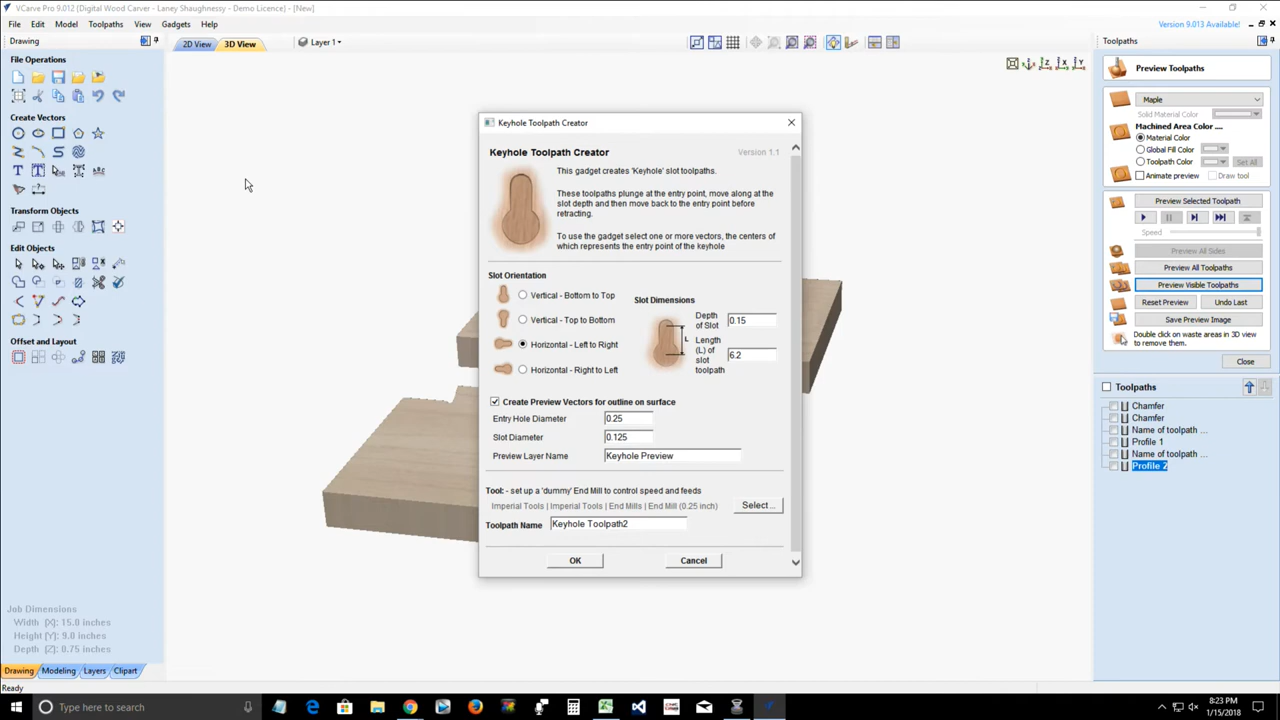 VCarve Pro 9.012 {Digital Wood Carver - Laney Shaughnessy - Demo Licence} - [New]
File Edit Model Toolpaths View Gadgets Help
Version 9.013 Available!
Drawing
2D View 3D View Layer 1
Toolpaths
File Operations
Create Vectors
Transform Objects
Edit Objects
Offset and Layout
Job Dimensions
Width (X): 15.0 inches
Height (Y): 9.0 inches
Depth (Z): 0.75 inches
Drawing Modeling Layers Clipart
Ready
Keyhole Toolpath Creator
Keyhole Toolpath Creator
Version 1.1
This gadget creates 'Keyhole' slot toolpaths.
These toolpaths plunge at the entry point, move along at the
slot depth and then move back to the entry point before
retracting.
To use the gadget select one or more vectors, the centers of
which represents the entry point of the keyhole
Slot Orientation
Vertical - Bottom to Top
Vertical - Top to Bottom
Horizontal - Left to Right
Horizontal - Right to Left
Slot Dimensions
Depth
of Slot
0.15
L
Length
(L) of
slot
toolpath
6.2
Create Preview Vectors for outline on surface
Entry Hole Diameter 0.25
Slot Diameter 0.125
Preview Layer Name Keyhole Preview
Tool: - set up a 'dummy' End Mill to control speed and feeds
Imperial Tools | Imperial Tools | End Mills | End Mill (0.25 inch)
Select...
Toolpath Name Keyhole Toolpath2
OK Cancel
Preview Toolpaths
Maple
Solid Material Color
Machined Area Color ....
Material Color
Global Fill Color
Toolpath Color Set All
Animate preview Draw tool
Preview Selected Toolpath
Speed
Preview All Sides
Preview All Toolpaths
Preview Visible Toolpaths
Reset Preview Undo Last
Save Preview Image
Double click on waste areas in 3D view
to remove them.
Close
Toolpaths
Chamfer
Chamfer
Name of toolpath ...
Profile 1
Name of toolpath ...
Profile 2
Type here to search
8:23 PM
1/15/2018